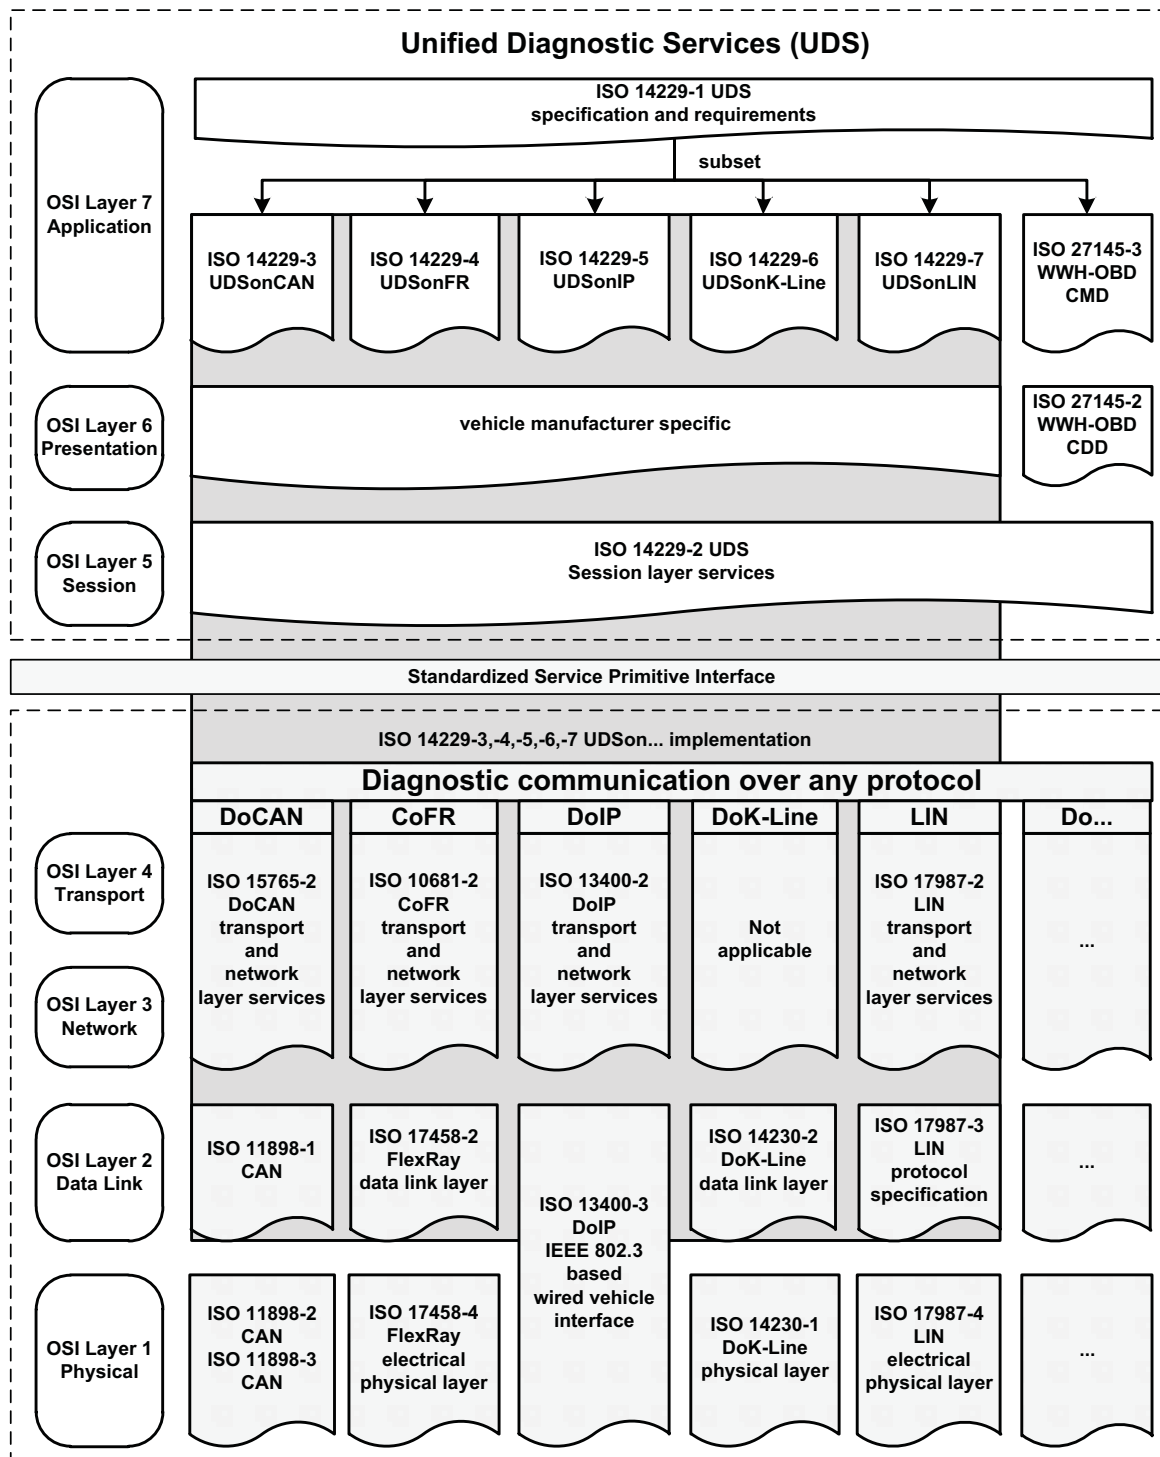 Unified Diagnostic Services (UDS)
OSI Layer 7
Application
ISO 14229-1 UDS
specification and requirements
subset
ISO 14229-3
UDSonCAN
ISO 14229-4
UDSonFR
ISO 14229-5
UDSonIP
ISO 14229-6
UDSonK-Line
ISO 14229-7
UDSonLIN
ISO 27145-3
WWH-OBD
CMD
OSI Layer 6
Presentation
vehicle manufacturer specific
ISO 27145-2
WWH-OBD
CDD
OSI Layer 5
Session
ISO 14229-2 UDS
Session layer services
Standardized Service Primitive Interface
ISO 14229-3,-4,-5,-6,-7 UDSon... implementation
Diagnostic communication over any protocol
DoCAN
CoFR
DoIP
DoK-Line
LIN
Do...
OSI Layer 4
Transport
OSI Layer 3
Network
ISO 15765-2
DoCAN
transport
and
network
layer services
ISO 10681-2
CoFR
transport
and
network
layer services
ISO 13400-2
DoIP
transport
and
network
layer services
Not
applicable
ISO 17987-2
LIN
transport
and
network
layer services
...
OSI Layer 2
Data Link
ISO 11898-1
CAN
ISO 17458-2
FlexRay
data link layer
ISO 13400-3
DoIP
IEEE 802.3
based
wired vehicle
interface
ISO 14230-2
DoK-Line
data link layer
ISO 17987-3
LIN
protocol
specification
...
OSI Layer 1
Physical
ISO 11898-2
CAN
ISO 11898-3
CAN
ISO 17458-4
FlexRay
electrical
physical layer
ISO 14230-1
DoK-Line
physical layer
ISO 17987-4
LIN
electrical
physical layer
...